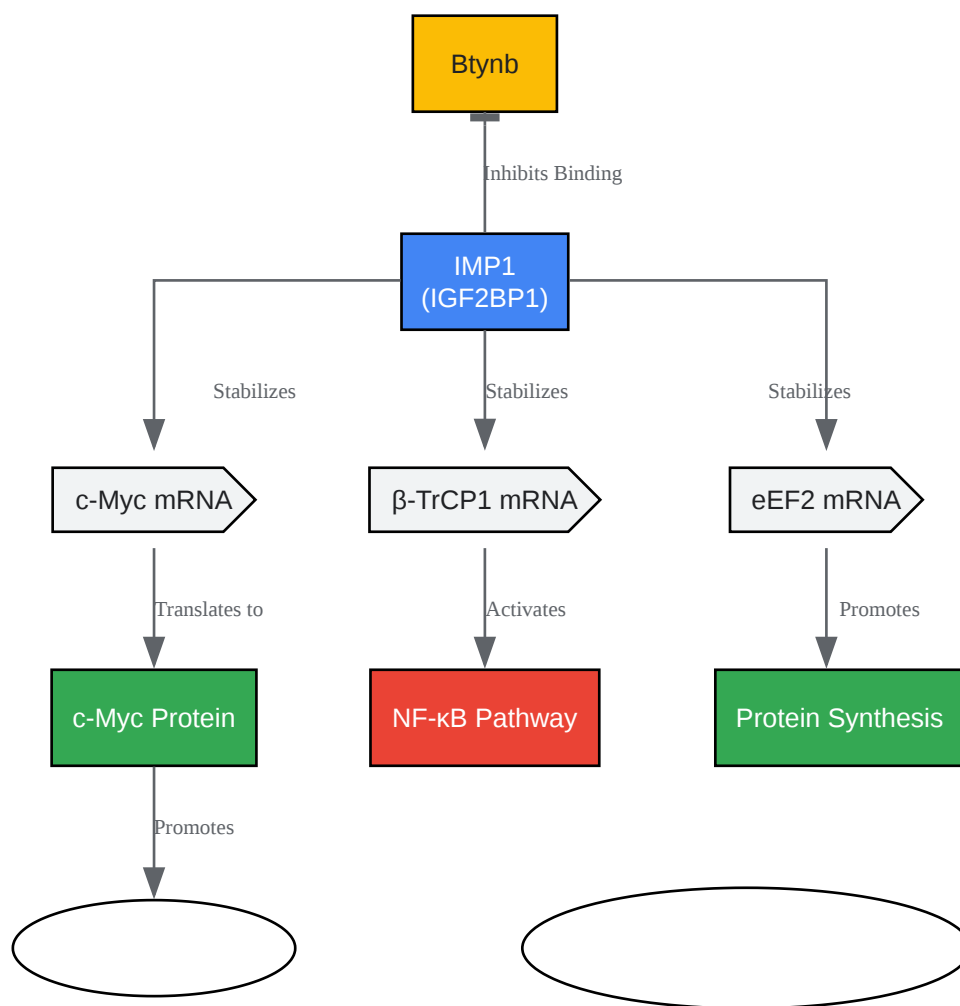 Btynb
Inhibits Binding
IMP1
(IGF2BP1)
Stabilizes
Stabilizes
Stabilizes
c-Myc mRNA
β-TrCP1 mRNA
eEF2 mRNA
Translates to
Activates
Promotes
c-Myc Protein
NF-κB Pathway
Protein Synthesis
Promotes